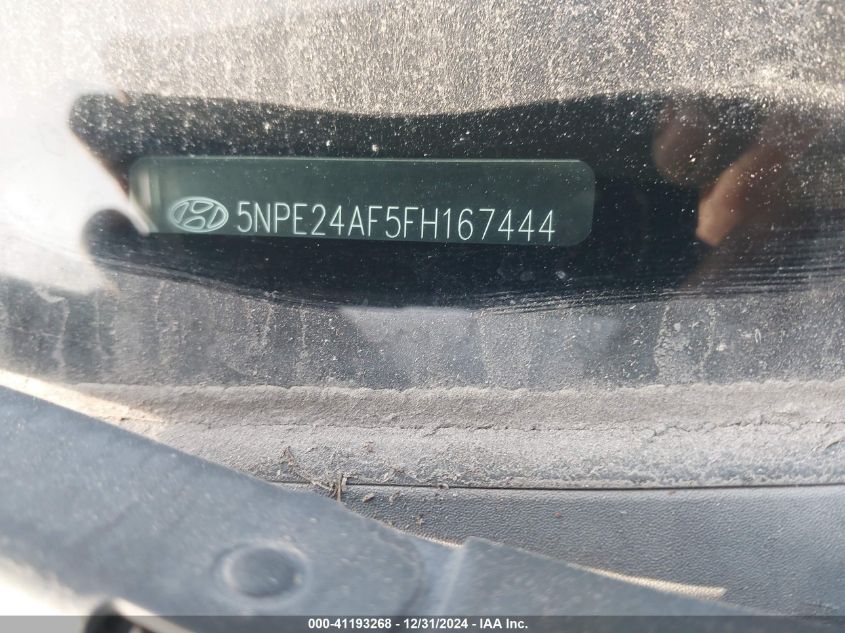 5NPE24AF5FH167444
000-41193268 - 12/31/2024 - IAA Inc.